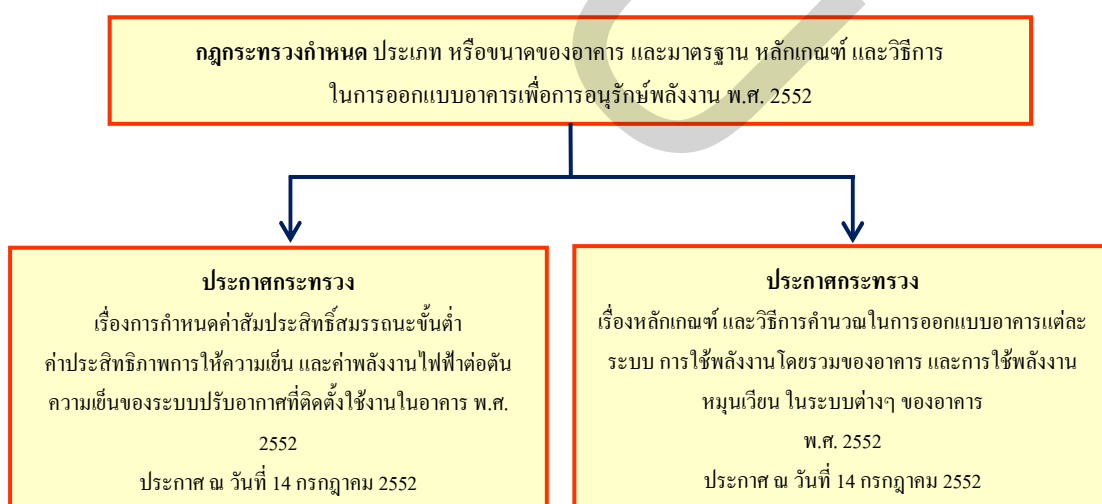 กฎกระทรวงกำหนด ประเภท หรือขนาดของอาคาร และมาตรฐาน หลักเกณฑ์ และวิธีการ
ในการออกแบบอาคารเพื่อการอนุรักษ์พลังงาน พ.ศ. 2552
ประกาศกระทรวง
เรื่องการกำหนดค่าสัมประสิทธิ์สมรรถนะขั้นต่ำ
ค่าประสิทธิภาพการให้ความเย็น และค่าพลังงานไฟฟ้าต่อตัน
ความเย็นของระบบปรับอากาศที่ติดตั้งใช้งานในอาคาร พ.ศ.
2552
ประกาศ ณ วันที่ 14 กรกฎาคม 2552
ประกาศกระทรวง
เรื่องหลักเกณฑ์ และวิธีการคำนวณในการออกแบบอาคารแต่ละ
ระบบ การใช้พลังงานโดยรวมของอาคาร และการใช้พลังงาน
หมุนเวียน ในระบบต่างๆ ของอาคาร
พ.ศ. 2552
ประกาศ ณ วันที่ 14 กรกฎาคม 2552